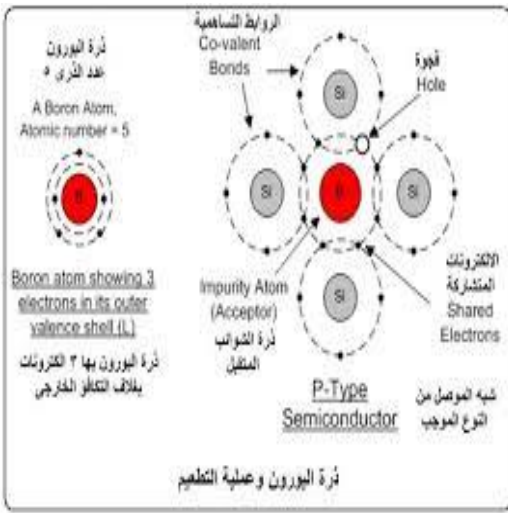 ذرة البورون
عدد الذرى ٥
A Boron Atom,
Atomic number = 5
B
Boron atom showing 3
electrons in its outer
valence shell (L)
ذرة البورون بها ٣ الكترونات
بغلاف التكافؤ الخارجي
الروابط التساهمية
Co-valent
Bonds
فجوة
Hole
Si
Si
B
Si
Si
Impurity Atom
(Acceptor)
ذرة الشوائب
المتقبل
الالكترونات
المتشاركة
Shared
Electrons
P-Type
Semiconductor
شبه الموصل من
النوع الموجب
ذرة البورون وعملية التطعيم